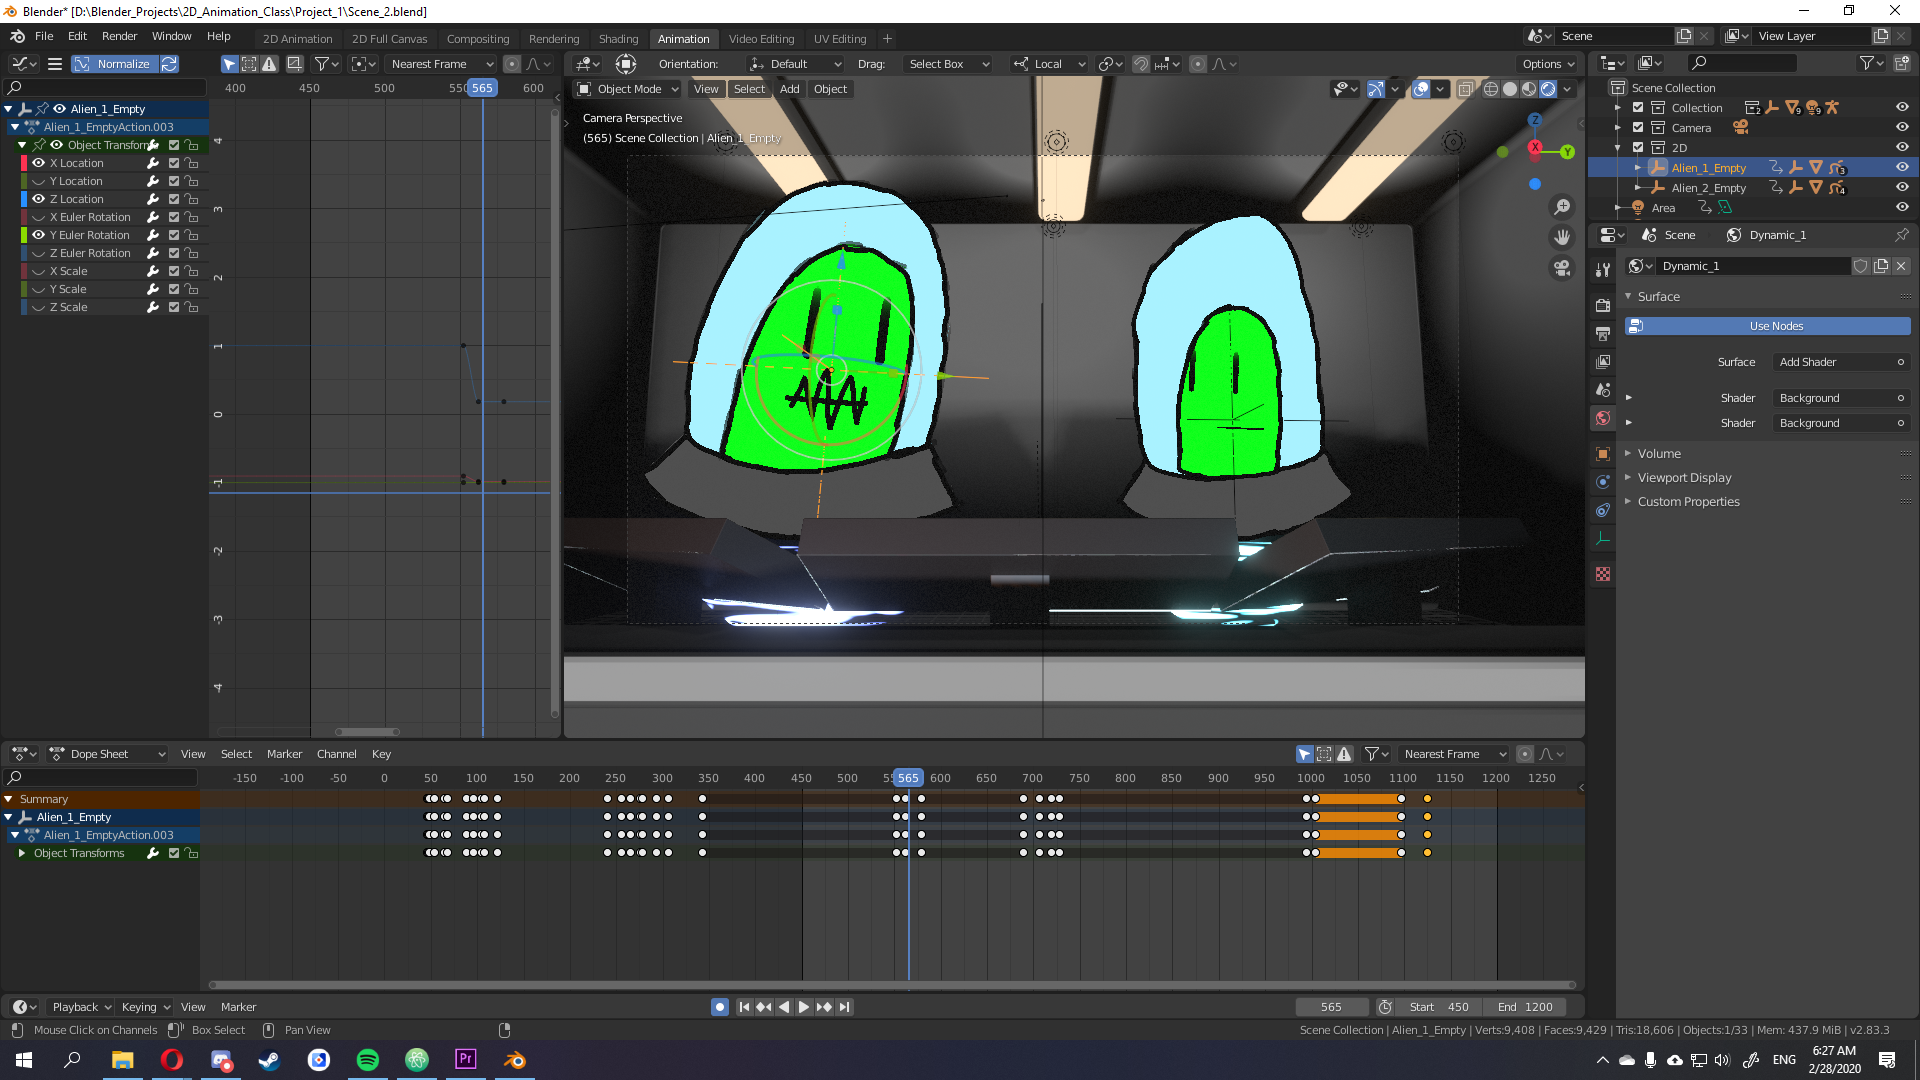 Blender* [D:\Blender_Projects\2D_Animation_Class\Project_1\Scene_2.blend]
File Edit Render Window Help 2D Animation 2D Full Canvas Compositing Rendering Shading Animation Video Editing UV Editing + Scene View Layer
Normalize Nearest Frame Orientation: Default Drag: Select Box Local Options
400 450 500 550 565 600
Object Mode View Select Add Object
Alien_1_Empty
Alien_1_EmptyAction.003
Object Transforms
X Location
Y Location
Z Location
X Euler Rotation
Y Euler Rotation
Z Euler Rotation
X Scale
Y Scale
Z Scale
4
3
2
1
0
-1
-2
-3
-4
Camera Perspective
(565) Scene Collection | Alien_1_Empty
Z
X
Y
Scene Collection
Collection 2 9 9
Camera
2D
Alien_1_Empty 3
Alien_2_Empty 4
Area
Scene Dynamic_1
Dynamic_1
Surface
Use Nodes
Surface Add Shader
Shader Background
Shader Background
Volume
Viewport Display
Custom Properties
Dope Sheet View Select Marker Channel Key Nearest Frame
-150 -100 -50 0 50 100 150 200 250 300 350 400 450 500 565 600 650 700 750 800 850 900 950 1000 1050 1100 1150 1200 1250
Summary
Alien_1_Empty
Alien_1_EmptyAction.003
Object Transforms
Playback Keying View Marker 565 Start 450 End 1200
Mouse Click on Channels Box Select Pan View Scene Collection | Alien_1_Empty | Verts:9,408 | Faces:9,429 | Tris:18,606 | Objects:1/33 | Mem: 437.9 MiB | v2.83.3
Pr ENG 6:27 AM
2/28/2020